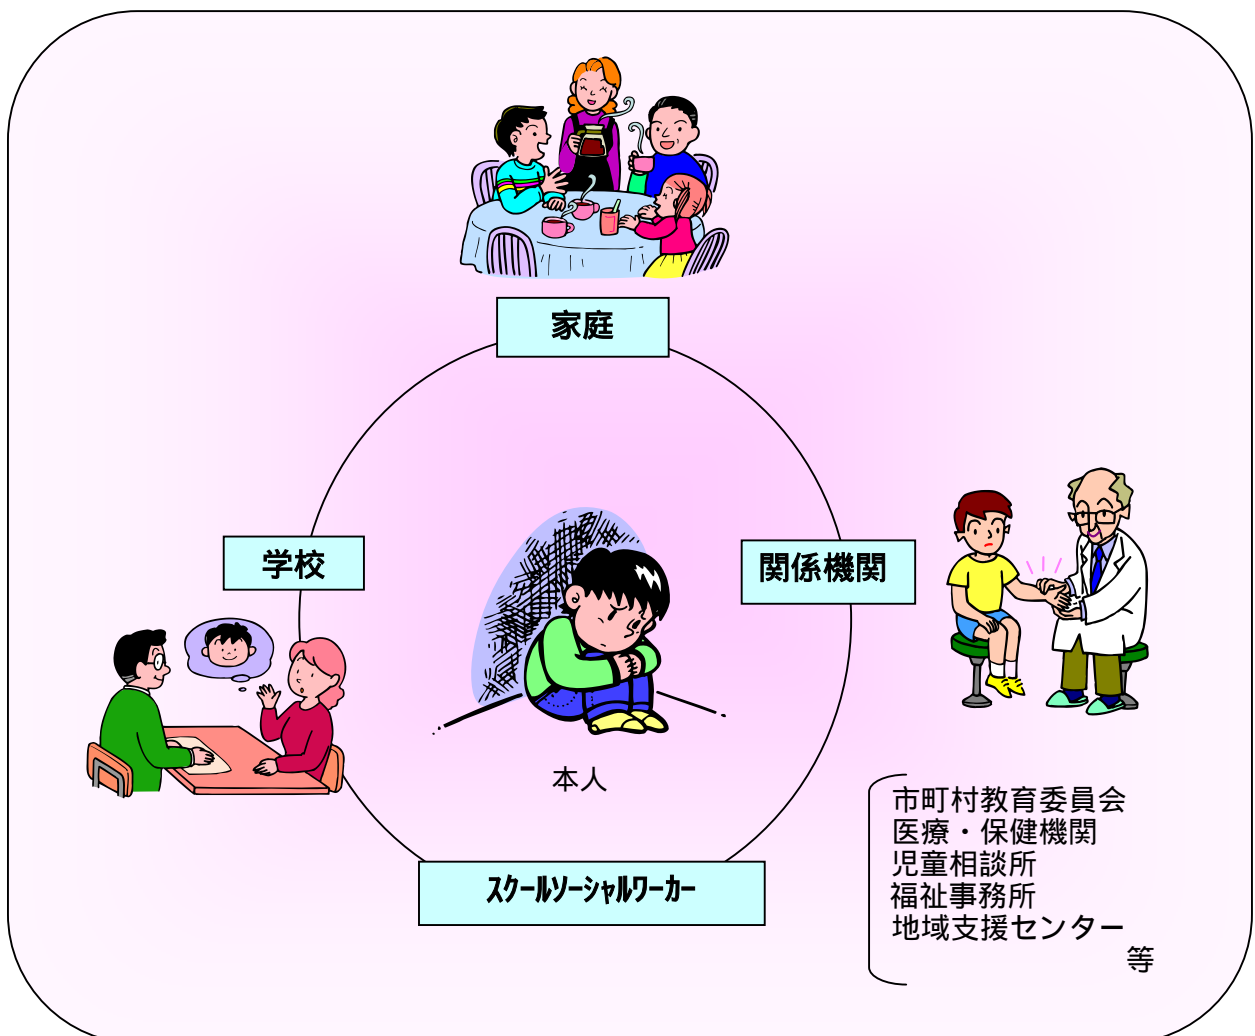 家庭
学校
関係機関
本人
スクールソーシャルワーカー
市町村教育委員会
医療・保健機関
児童相談所
福祉事務所
地域支援センター
等